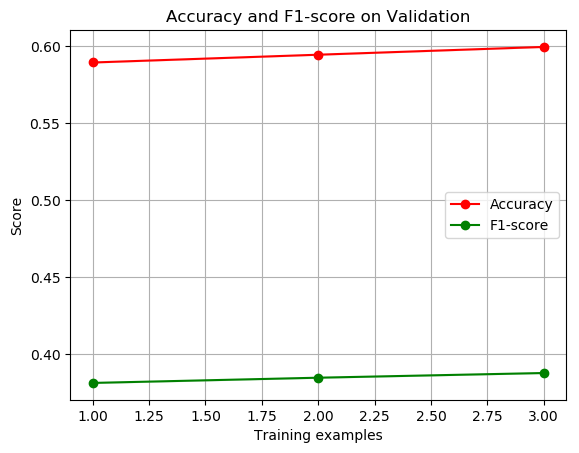 Accuracy and F1-score on Validation
0.60
0.55
0.50
0.45
0.40
Score
Accuracy
F1-score
1.00 1.25 1.50 1.75 2.00 2.25 2.50 2.75 3.00
Training examples